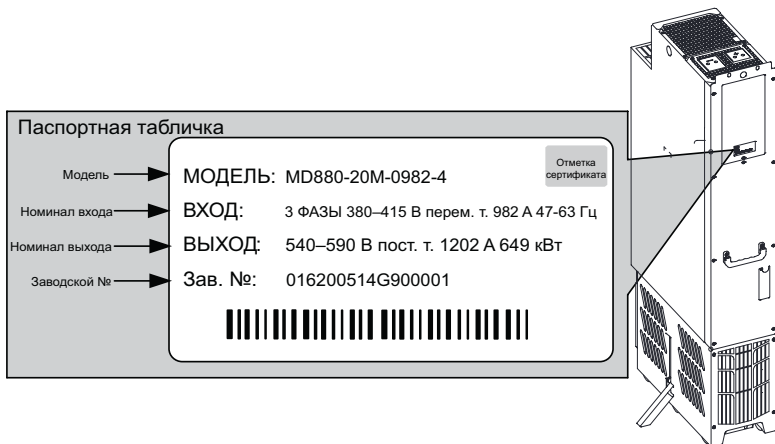 Паспортная табличка
Отметка
сертификата
Модель
МОДЕЛЬ: MD880-20M-0982-4
Номинал входа
ВХОД: 3 ФАЗЫ 380–415 В перем. т. 982 А 47-63 Гц
Номинал выхода
ВЫХОД: 540–590 В пост. т. 1202 А 649 кВт
Заводской №
Зав. №: 016200514G900001